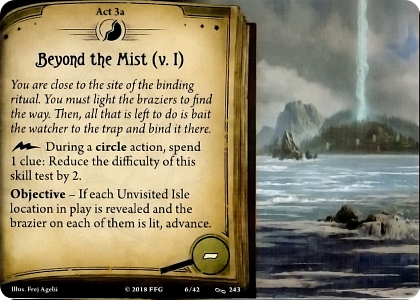 Act 3a
Beyond the Mist (v. I)
You are close to the site of the binding
ritual. You must light the braziers to find
the way. Then, all that is left to do is bait
the watcher to the trap and bind it there.
During a circle action, spend
1 clue: Reduce the difficulty of this
skill test by 2.
Objective – If each Unvisited Isle
location in play is revealed and the
brazier on each of them is lit, advance.
–
Illus. Frej Agelii
© 2018 FFG
6/42
243